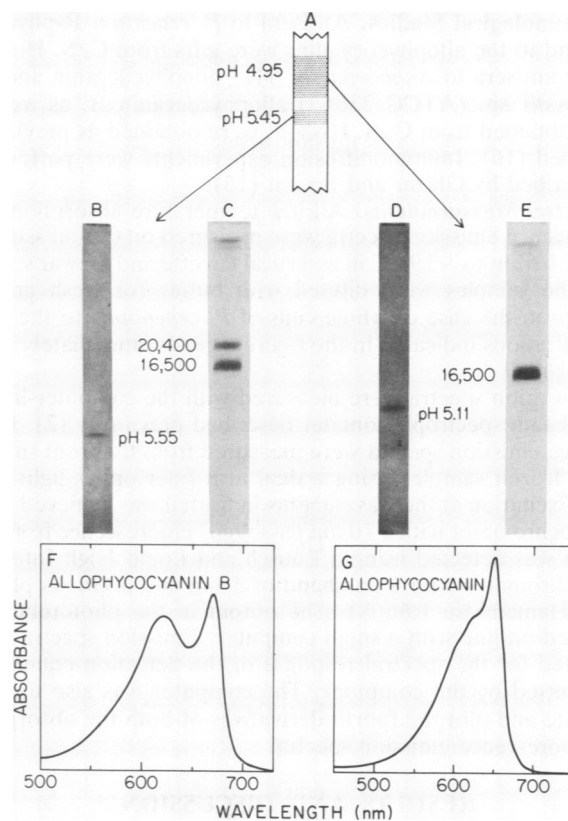 A
pH 4.95
pH 5.45
B
C
D
E
20,400
16,500
16,500
pH 5.55
pH 5.11
F
G
ALLOPHYCOCYANIN B
ALLOPHYCOCYANIN
ABSORBANCE
500 600 700
500 600 700
WAVELENGTH (nm)